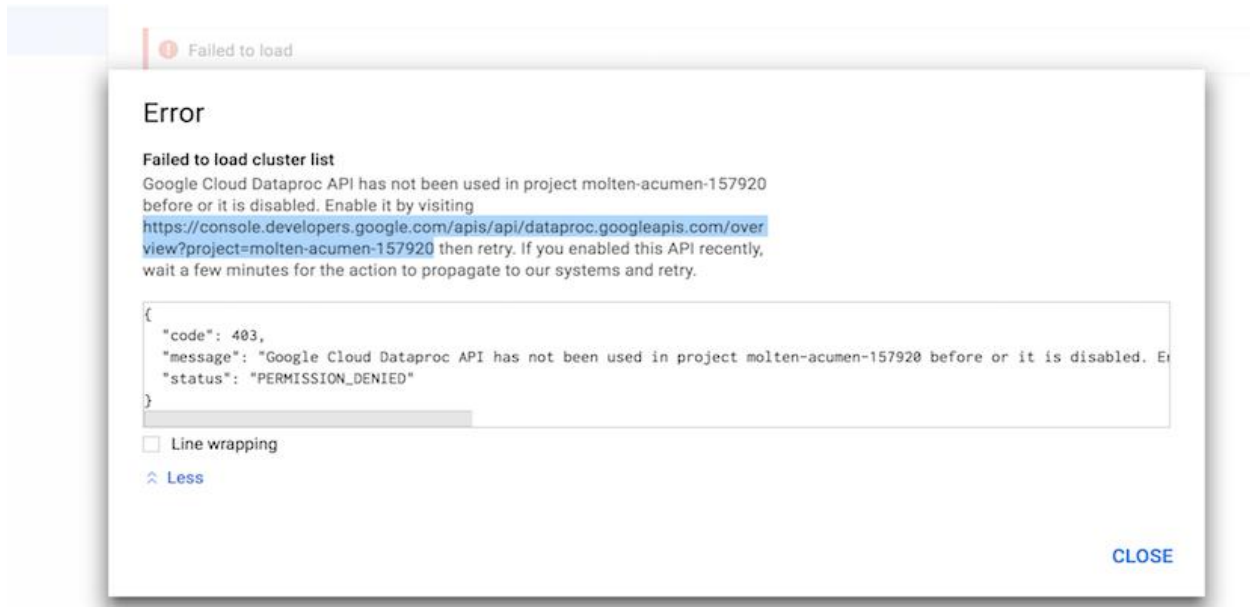 Failed to load
Error
Failed to load cluster list
Google Cloud Dataproc API has not been used in project molten-acumen-157920
before or it is disabled. Enable it by visiting
https://console.developers.google.com/apis/api/dataproc.googleapis.com/over
view?project=molten-acumen-157920 then retry. If you enabled this API recently,
wait a few minutes for the action to propagate to our systems and retry.
{
"code": 403,
"message": "Google Cloud Dataproc API has not been used in project molten-acumen-157920 before or it is disabled.
"status": "PERMISSION_DENIED"
}
Line wrapping
Less
CLOSE